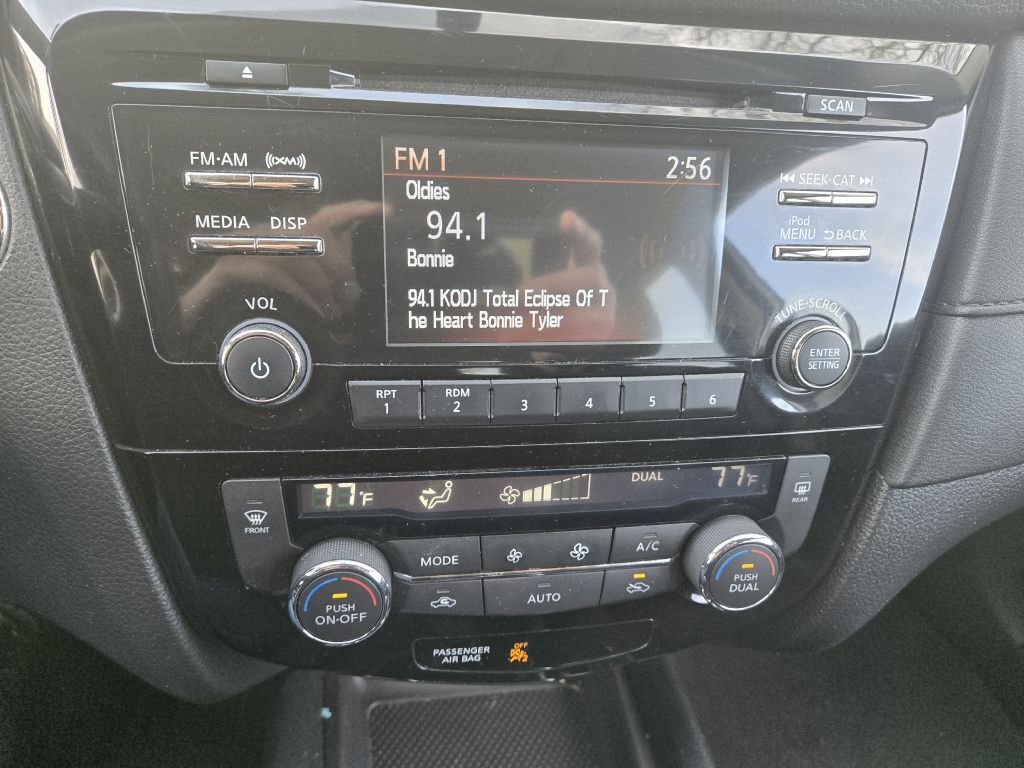 SCAN
FM·AM ((XM))
MEDIA DISP
VOL
FM 1 2:56
Oldies
94.1
Bonnie
94.1 KODJ Total Eclipse Of T
he Heart Bonnie Tyler
SEEK·CAT
iPod
MENU BACK
TUNE·SCROLL
ENTER
SETTING
RPT
1
RDM
2
3
4
5
6
FRONT
77°F
DUAL
77°F
REAR
MODE
A/C
AUTO
PUSH
ON·OFF
PUSH
DUAL
PASSENGER
AIR BAG
OFF